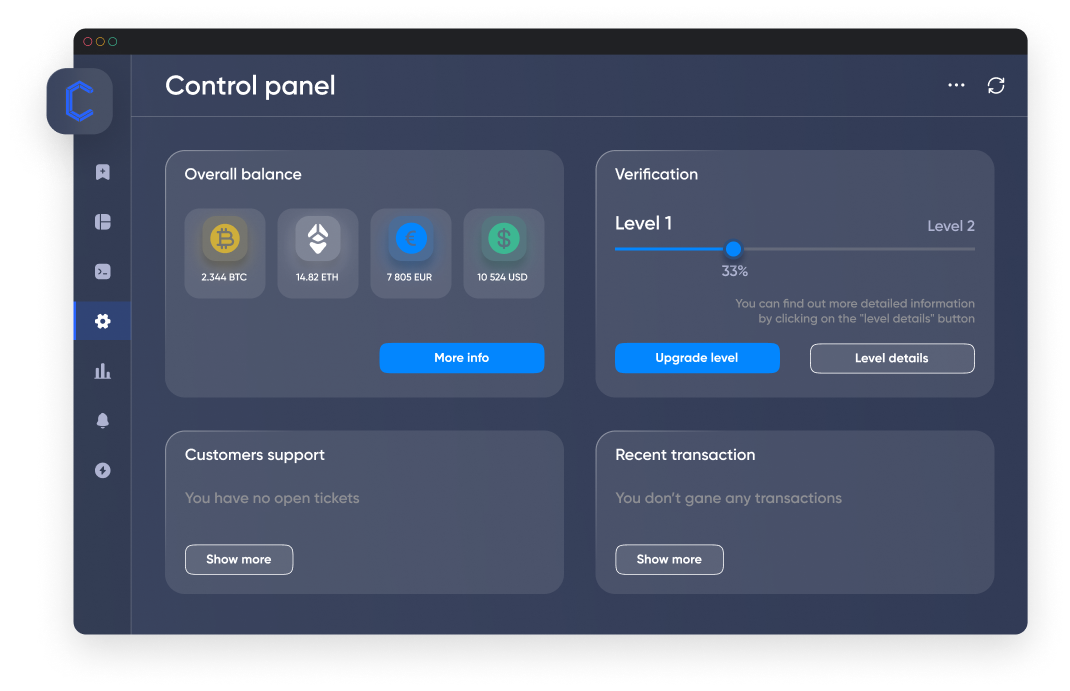 Control panel
Overall balance
2.344 BTC
14.82 ETH
7 805 EUR
10 524 USD
More info
Verification
Level 1
Level 2
33%
You can find out more detailed information
by clicking on the "level details" button
Upgrade level
Level details
Customers support
You have no open tickets
Show more
Recent transaction
You don't gane any transactions
Show more